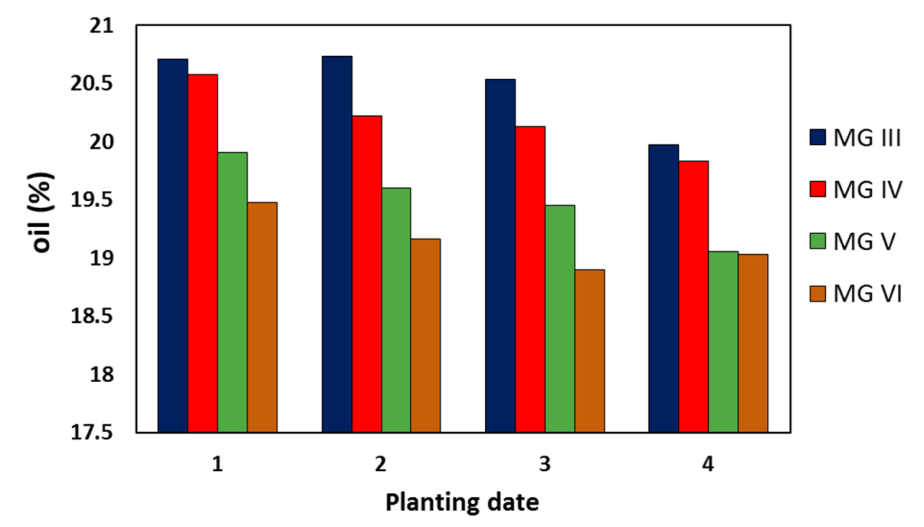 21
20.5
20
19.5
19
18.5
18
17.5
oil (%)
1 2 3 4
Planting date
MG III
MG IV
MG V
MG VI